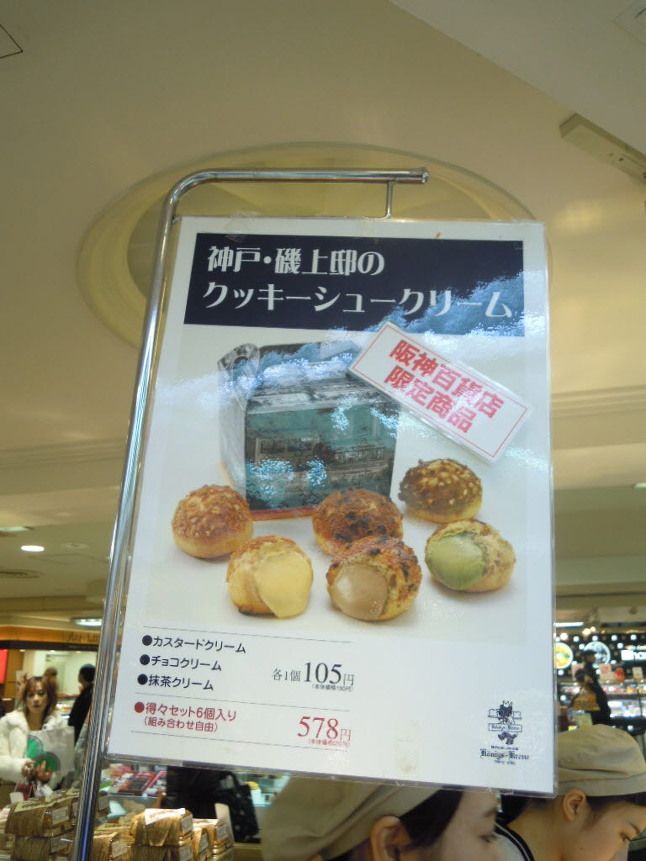 神戸・磯上邸の
クッキーシュークリーム
阪神百貨店
限定商品
●カスタードクリーム
●チョコクリーム
●抹茶クリーム
各1個 105円
●得々セット6個入り
(組み合わせ自由)
578円
Königs-Krone